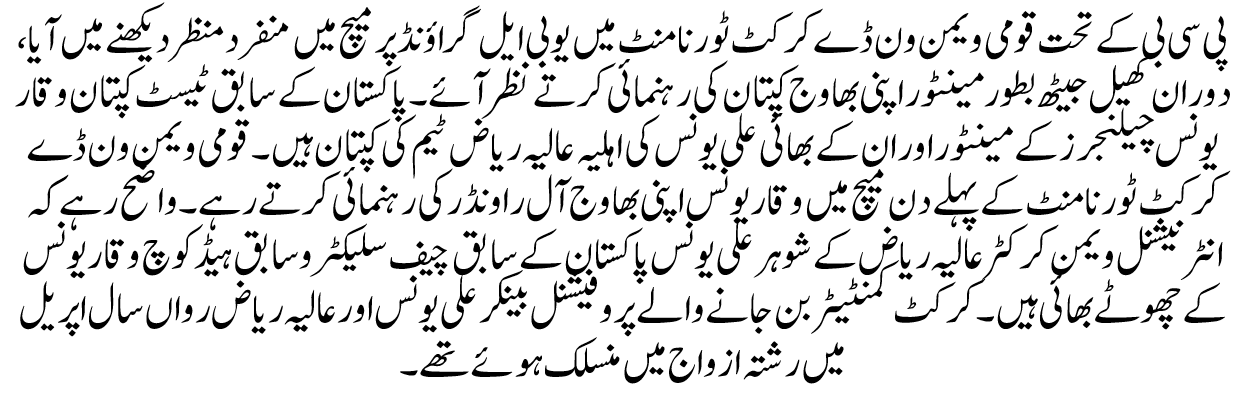 پی سی بی کے تحت قومی ویمن ون ڈے کرکٹ ٹورنامنٹ میں یو بی ایل گراؤنڈ پر میچ میں منفرد منظر دیکھنے میں آیا،
دوران کھیل جیٹھ بطور مینٹور اپنی بھاوج کپتان کی رہنمائی کرتے نظر آئے۔ پاکستان کے سابق ٹیسٹ کپتان وقار
یونس چیلنجرز کے مینٹور اور ان کے بھائی علی یونس کی اہلیہ عالیہ ریاض ٹیم کی کپتان ہیں۔ قومی ویمن ون ڈے
کرکٹ ٹورنامنٹ کے پہلے دن میچ میں وقار یونس اپنی بھاوج آل راونڈر کی رہنمائی کرتے رہے۔ واضح رہے کہ
انٹرنیشنل ویمن کرکٹر عالیہ ریاض کے شوہر علی یونس پاکستان کے سابق چیف سلیکٹر و سابق ہیڈ کوچ وقار یونس
کے چھوٹے بھائی ہیں۔ کرکٹ کمنٹیٹر بن جانے والے پروفیشنل بینکر علی یونس اور عالیہ ریاض رواں سال اپریل
میں رشتہ ازواج میں منسلک ہوئے تھے۔